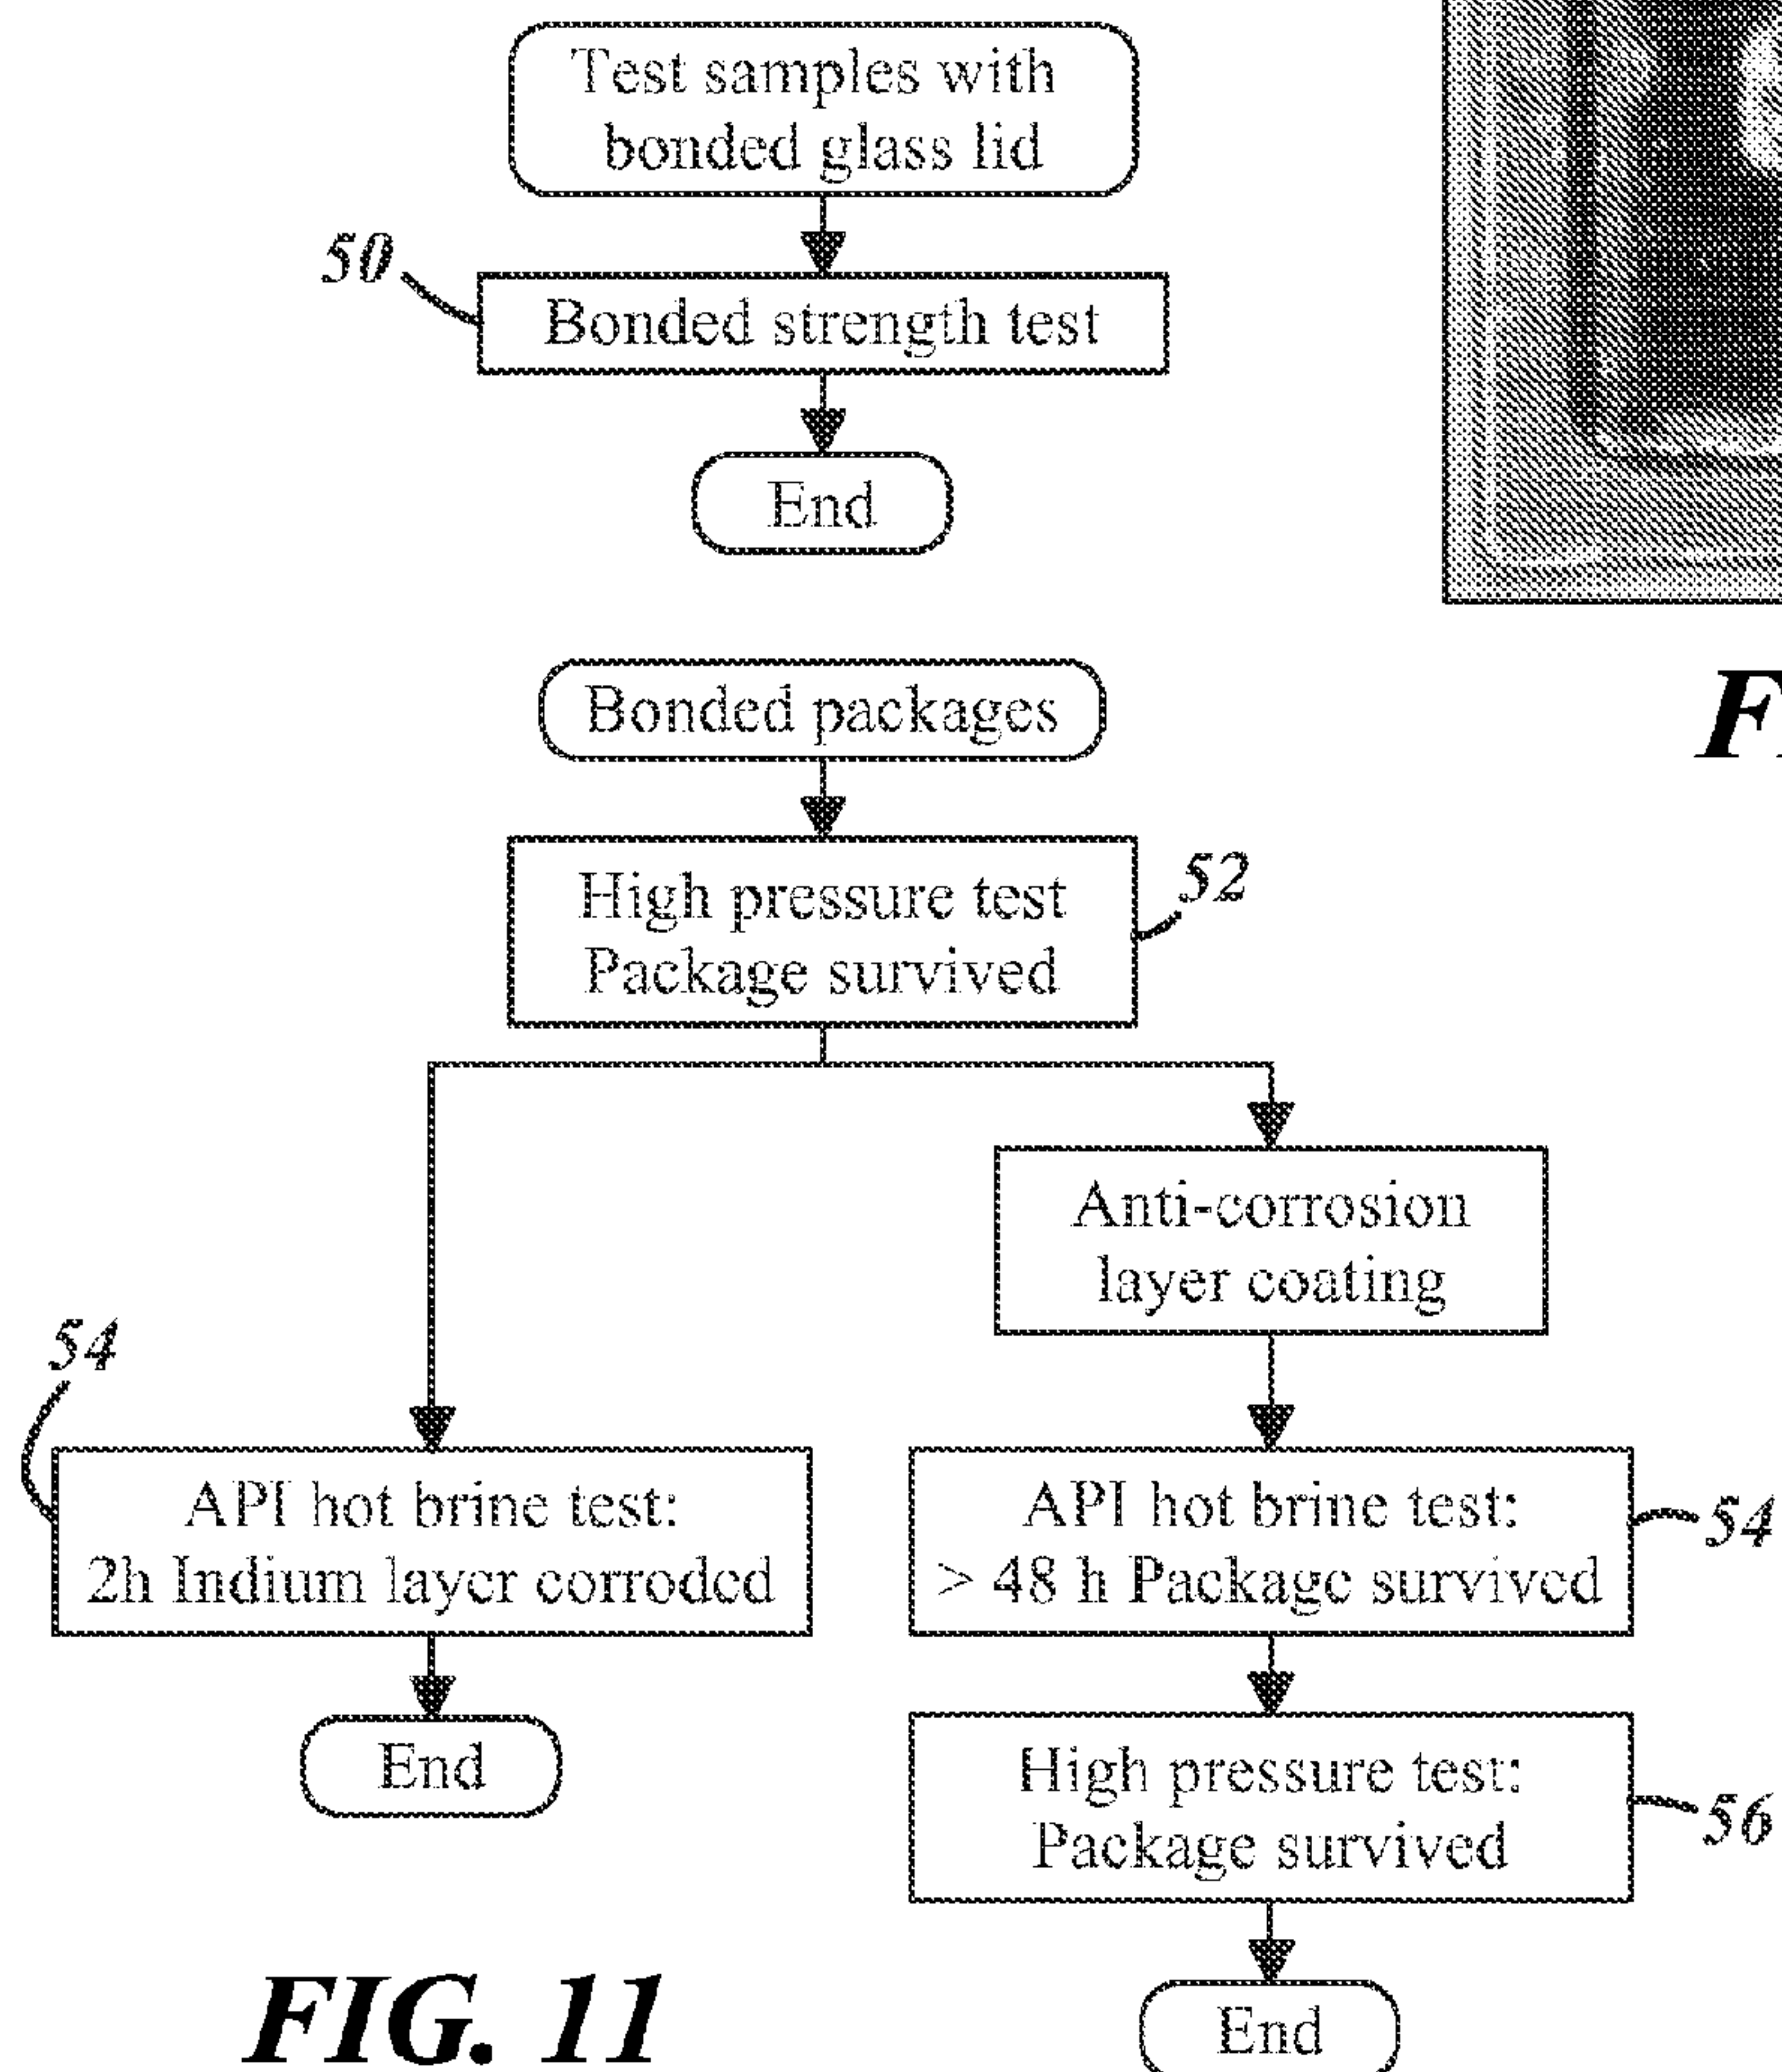 Test samples with
bonded glass lid
50
Bonded strength test
End
Bonded packages
High pressure test
Package survived
52
Anti-corrosion
layer coating
54
API hot brine test:
2h Indium layer corroded
API hot brine test:
> 48 h Package survived
54
End
High pressure test:
Package survived
56
End
FIG. 11